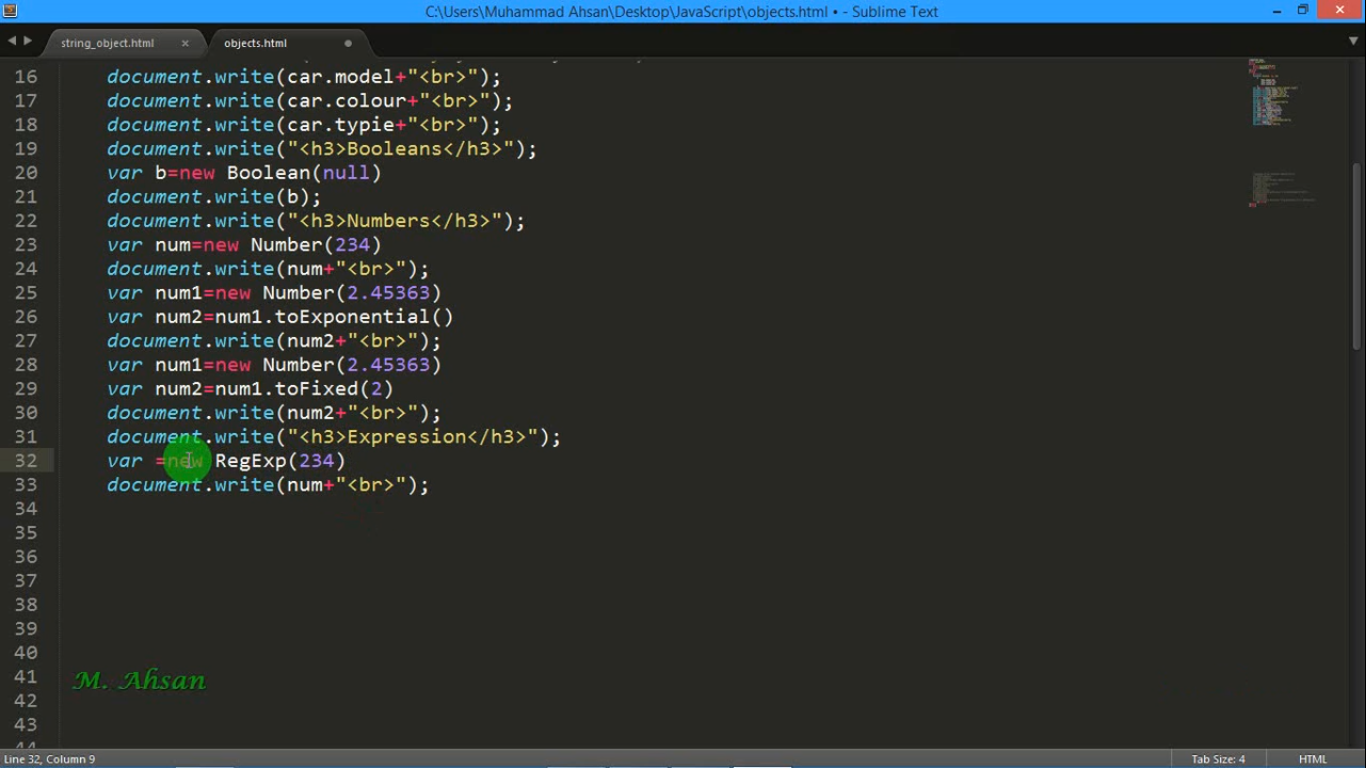 C:\Users\Muhammad Ahsan\Desktop\JavaScript\objects.html • - Sublime Text
string_object.html × objects.html
16 document.write(car.model+"<br>");
17 document.write(car.colour+"<br>");
18 document.write(car.typie+"<br>");
19 document.write("<h3>Booleans</h3>");
20 var b=new Boolean(null)
21 document.write(b);
22 document.write("<h3>Numbers</h3>");
23 var num=new Number(234)
24 document.write(num+"<br>");
25 var num1=new Number(2.45363)
26 var num2=num1.toExponential()
27 document.write(num2+"<br>");
28 var num1=new Number(2.45363)
29 var num2=num1.toFixed(2)
30 document.write(num2+"<br>");
31 document.write("<h3>Expression</h3>");
32 var =new RegExp(234)
33 document.write(num+"<br>");
34
35
36
37
38
39
40
41 M. Ahsan
42
43
44
Line 32, Column 9 Tab Size: 4 HTML